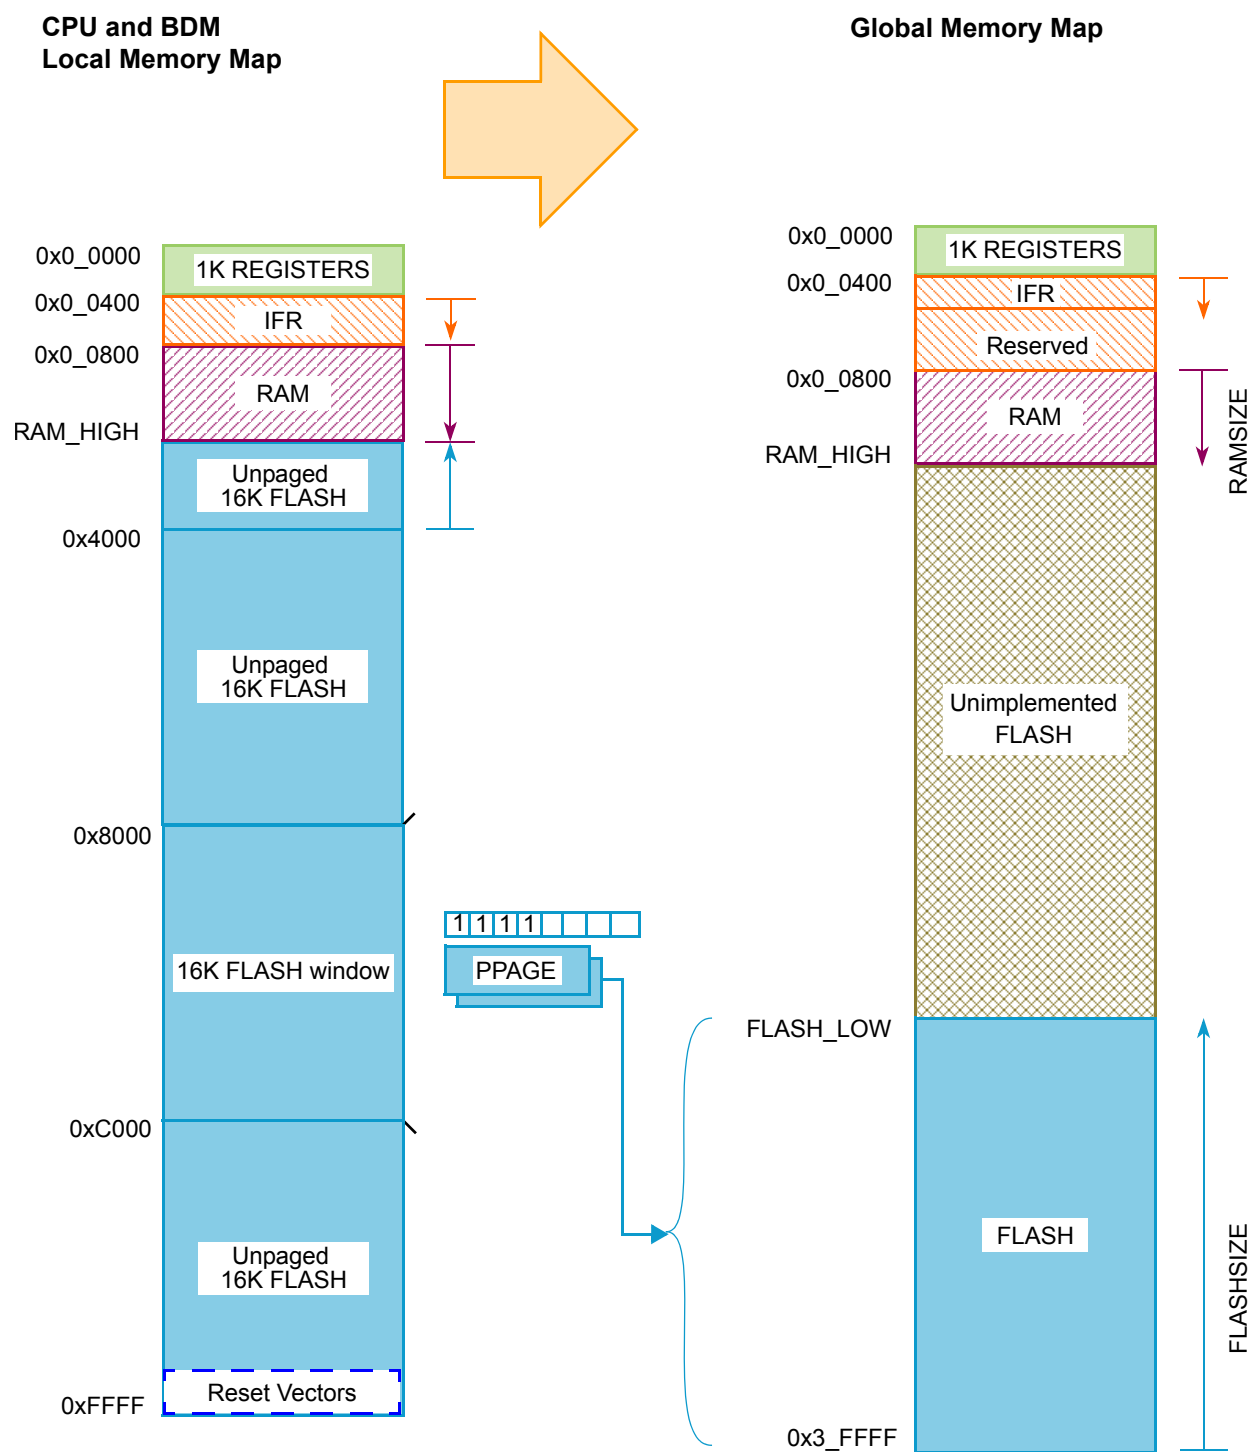 CPU and BDM
Local Memory Map
Global Memory Map
0x0_0000
1K REGISTERS
0x0_0400
IFR
0x0_0800
RAM
RAM_HIGH
Unpaged
16K FLASH
0x4000
Unpaged
16K FLASH
0x8000
16K FLASH window
0xC000
Unpaged
16K FLASH
Reset Vectors
0xFFFF
1 1 1 1
PPAGE
0x0_0000
1K REGISTERS
0x0_0400
IFR
Reserved
0x0_0800
RAM
RAM_HIGH
RAMSIZE
Unimplemented
FLASH
FLASH_LOW
FLASH
FLASHSIZE
0x3_FFFF